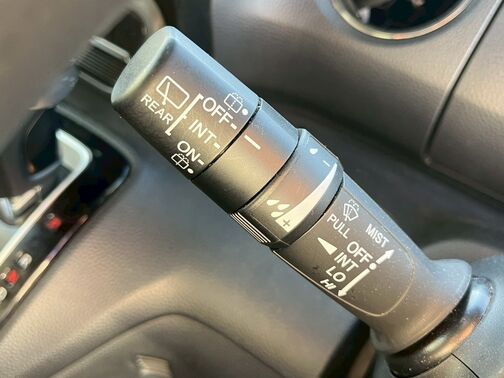 REAR
OFF
INT
ON
PULL
MIST
OFF
INT
LO
HI